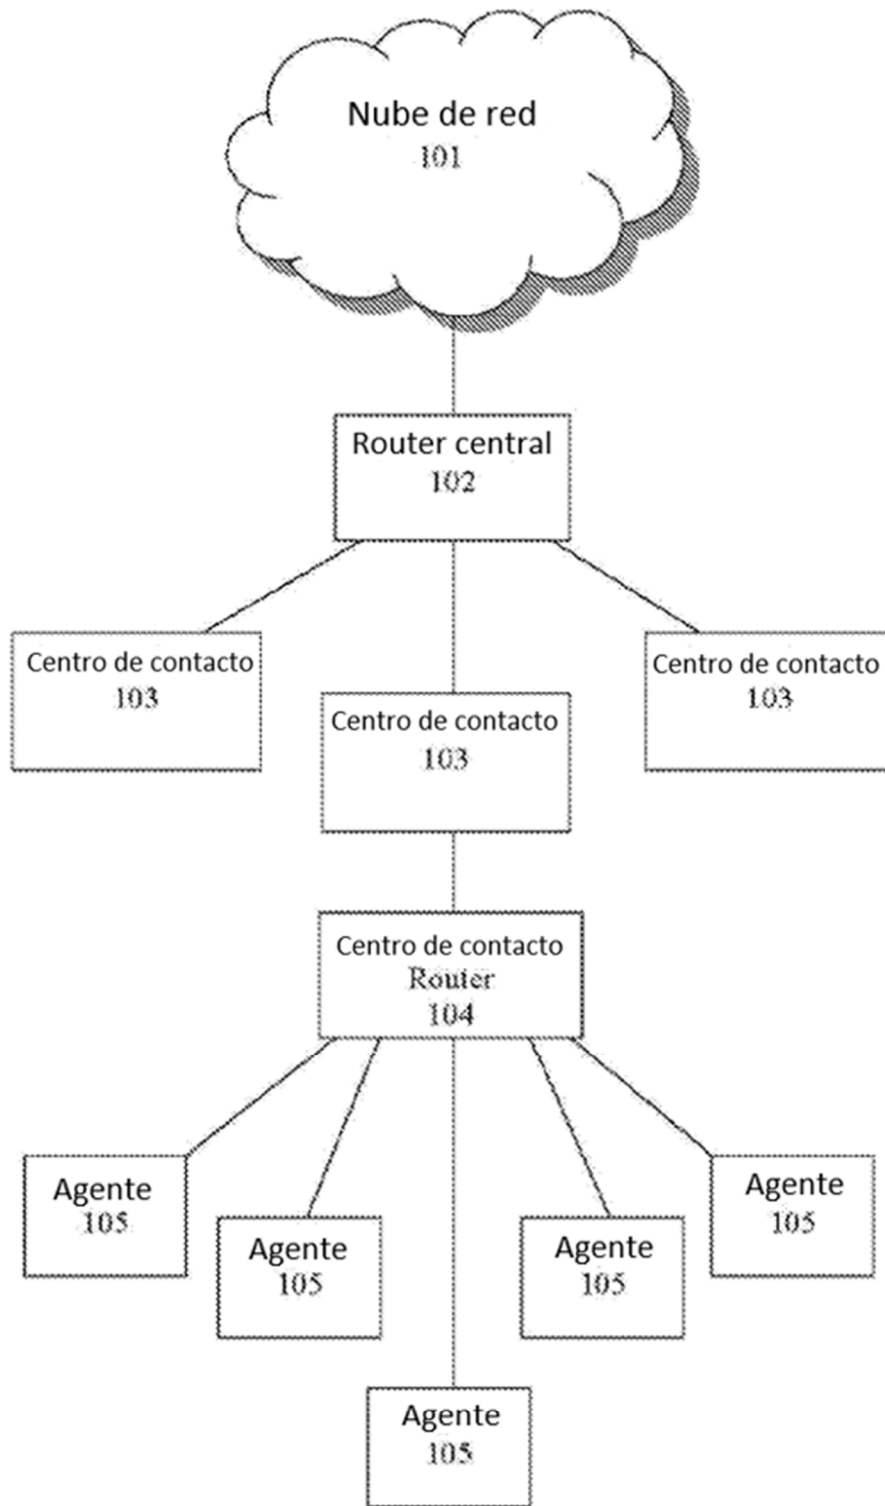 Nube de red
101
Router central
102
Centro de contacto
103
Centro de contacto
103
Centro de contacto
103
Centro de contacto
Router
104
Agente
105
Agente
105
Agente
105
Agente
105
Agente
105